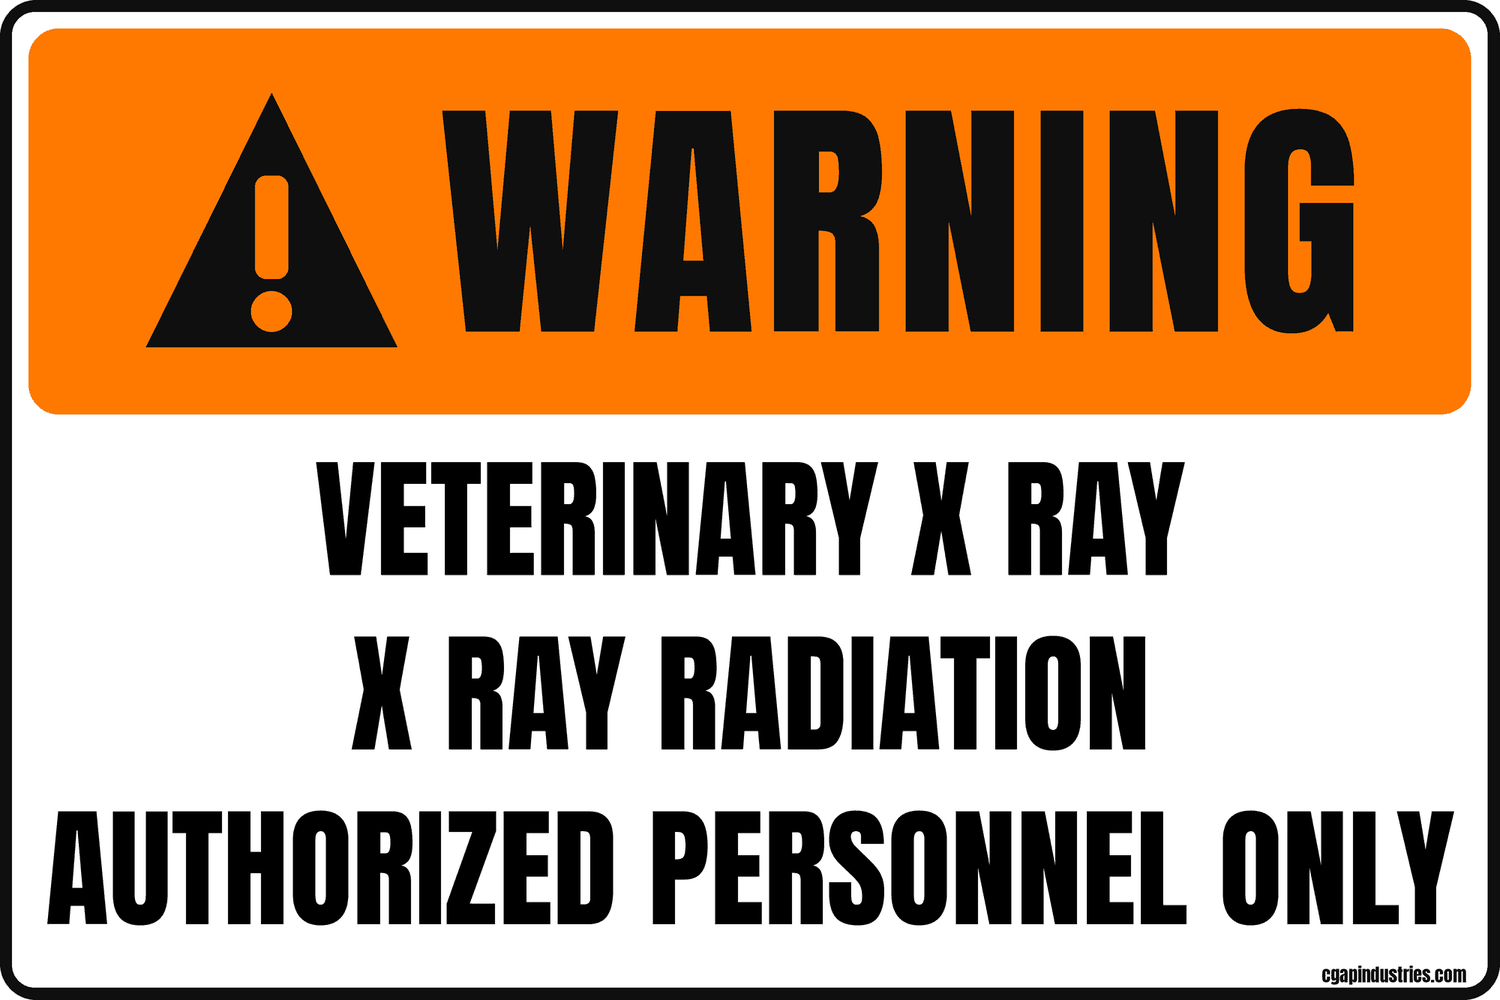 WARNING
VETERINARY X RAY
X RAY RADIATION
AUTHORIZED PERSONNEL ONLY
cgapindustries.com